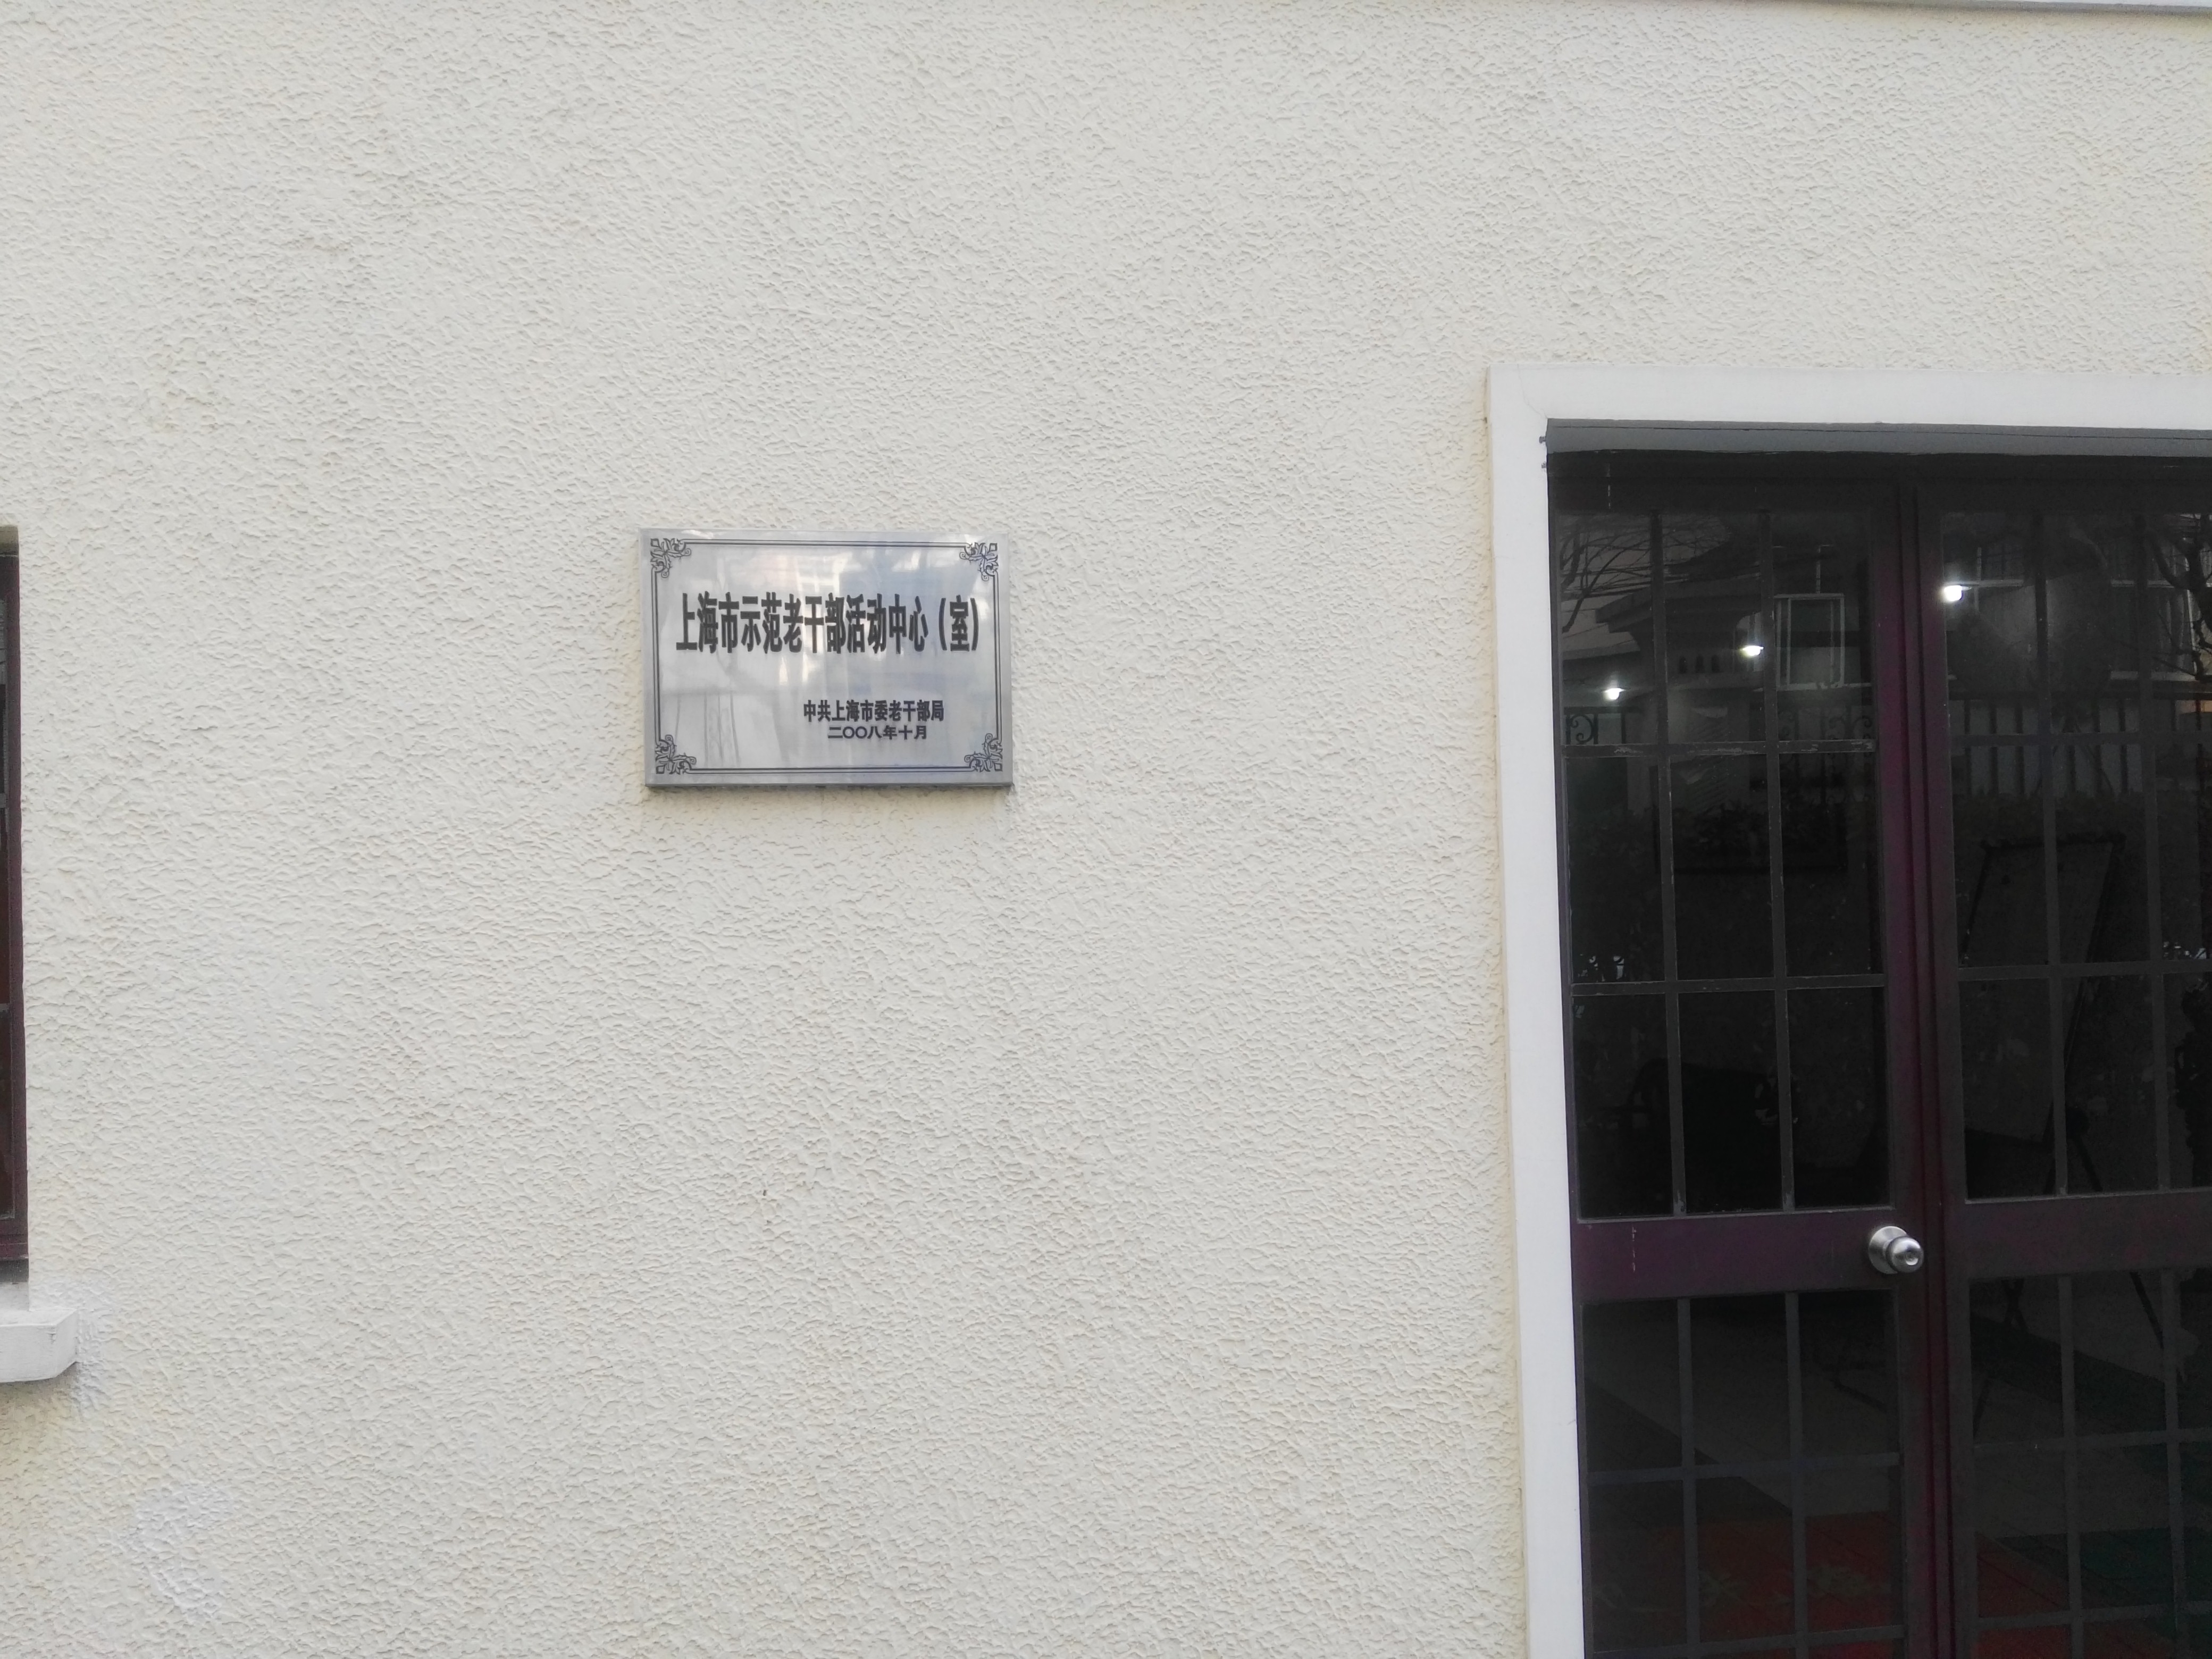 上海市示范老干部活动中心（室）
中共上海市委老干部局
二〇〇八年十月